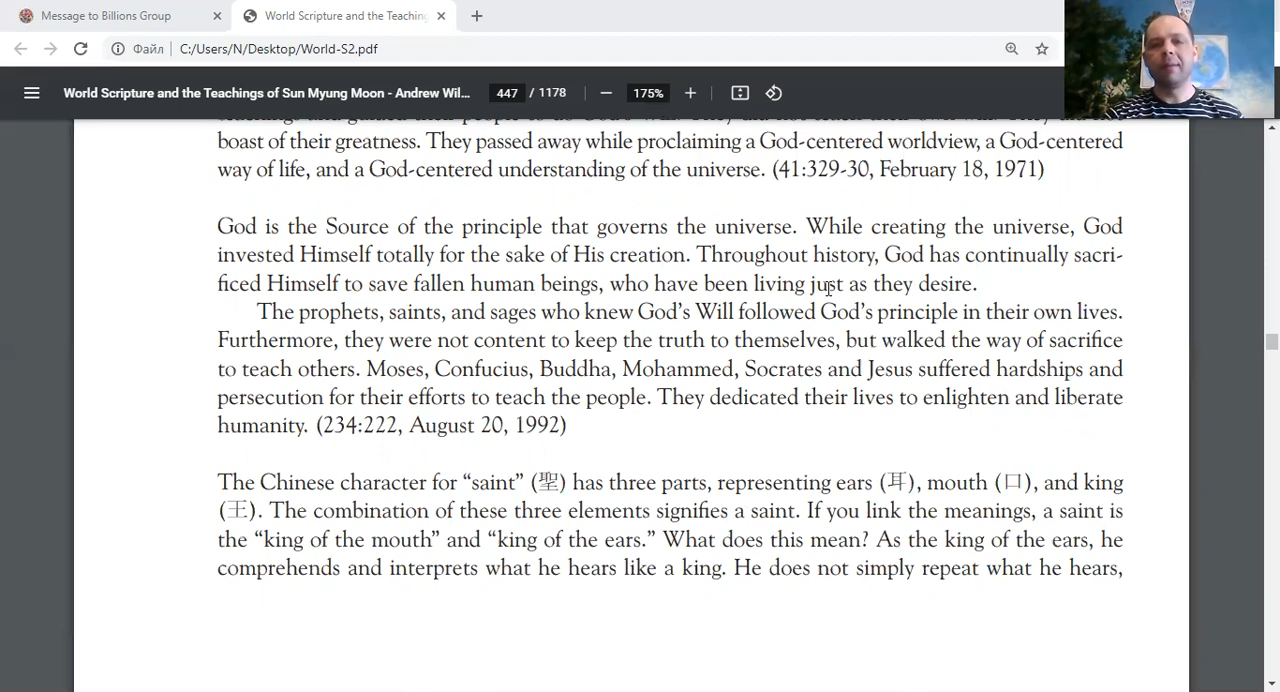 Message to Billions Group
World Scripture and the Teaching
Файл C:/Users/N/Desktop/World-S2.pdf
World Scripture and the Teachings of Sun Myung Moon - Andrew Wil... 447 / 1178 175%
boast of their greatness. They passed away while proclaiming a God-centered worldview, a God-centered
way of life, and a God-centered understanding of the universe. (41:329-30, February 18, 1971)
God is the Source of the principle that governs the universe. While creating the universe, God
invested Himself totally for the sake of His creation. Throughout history, God has continually sacri-
ficed Himself to save fallen human beings, who have been living just as they desire.
The prophets, saints, and sages who knew God’s Will followed God’s principle in their own lives.
Furthermore, they were not content to keep the truth to themselves, but walked the way of sacrifice
to teach others. Moses, Confucius, Buddha, Mohammed, Socrates and Jesus suffered hardships and
persecution for their efforts to teach the people. They dedicated their lives to enlighten and liberate
humanity. (234:222, August 20, 1992)
The Chinese character for “saint” (聖) has three parts, representing ears (耳), mouth (口), and king
(王). The combination of these three elements signifies a saint. If you link the meanings, a saint is
the “king of the mouth” and “king of the ears.” What does this mean? As the king of the ears, he
comprehends and interprets what he hears like a king. He does not simply repeat what he hears,